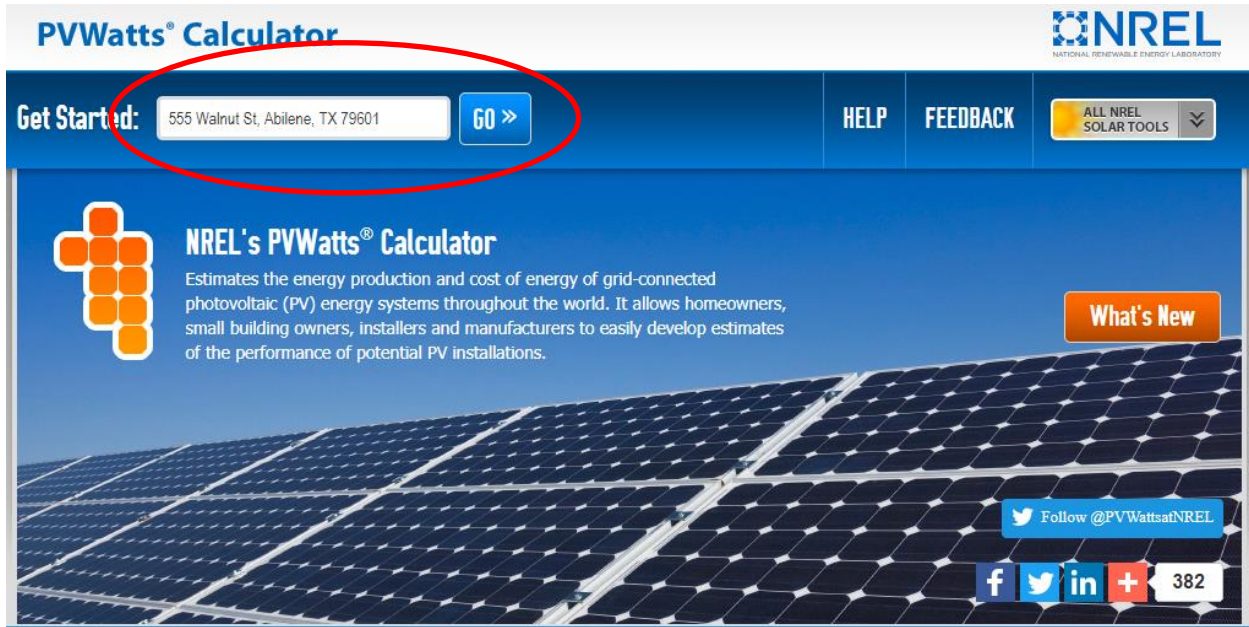 PVWatts® Calculator
NREL
NATIONAL RENEWABLE ENERGY LABORATORY
Get Started:
555 Walnut St, Abilene, TX 79601
GO »
HELP
FEEDBACK
ALL NREL
SOLAR TOOLS
NREL's PVWatts® Calculator
Estimates the energy production and cost of energy of grid-connected
photovoltaic (PV) energy systems throughout the world. It allows homeowners,
small building owners, installers and manufacturers to easily develop estimates
of the performance of potential PV installations.
What's New
Follow @PVWattsatNREL
f
in
+
382